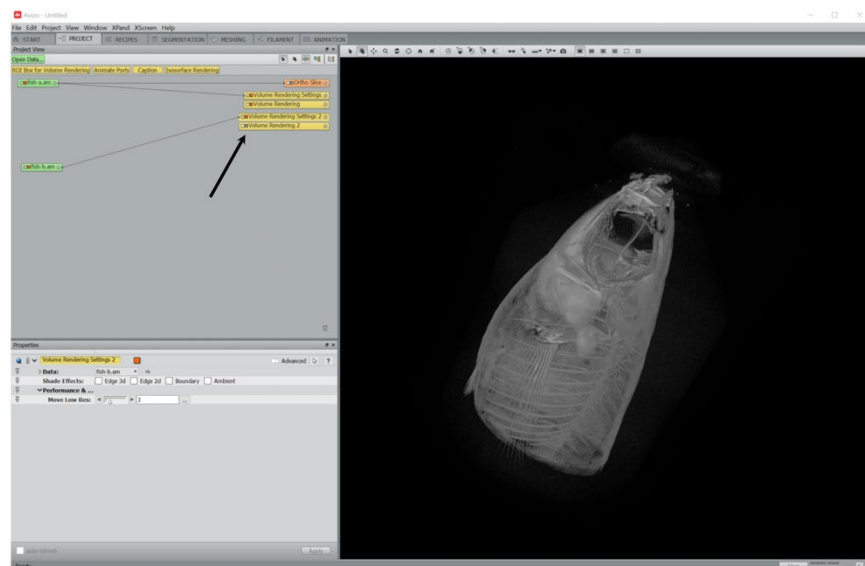 Avizo - Untitled
File Edit Project View Window XPand XScreen Help
START PROJECT RECIPES SEGMENTATION MESHING FILAMENT ANIMATION
Project View
Open Data...
ROI Box for Volume Rendering Animate Ports Caption Isosurface Rendering
fish-a.am Ortho Slice
Volume Rendering Settings
Volume Rendering
Volume Rendering Settings 2
Volume Rendering 2
fish-b.am
Properties
Volume Rendering Settings 2 Advanced ?
Data: fish-b.am
Shade Effects: Edge 3d Edge 2d Boundary Ambient
Performance & ...
Move Low Res: 3 ...
auto-refresh Apply
Ready